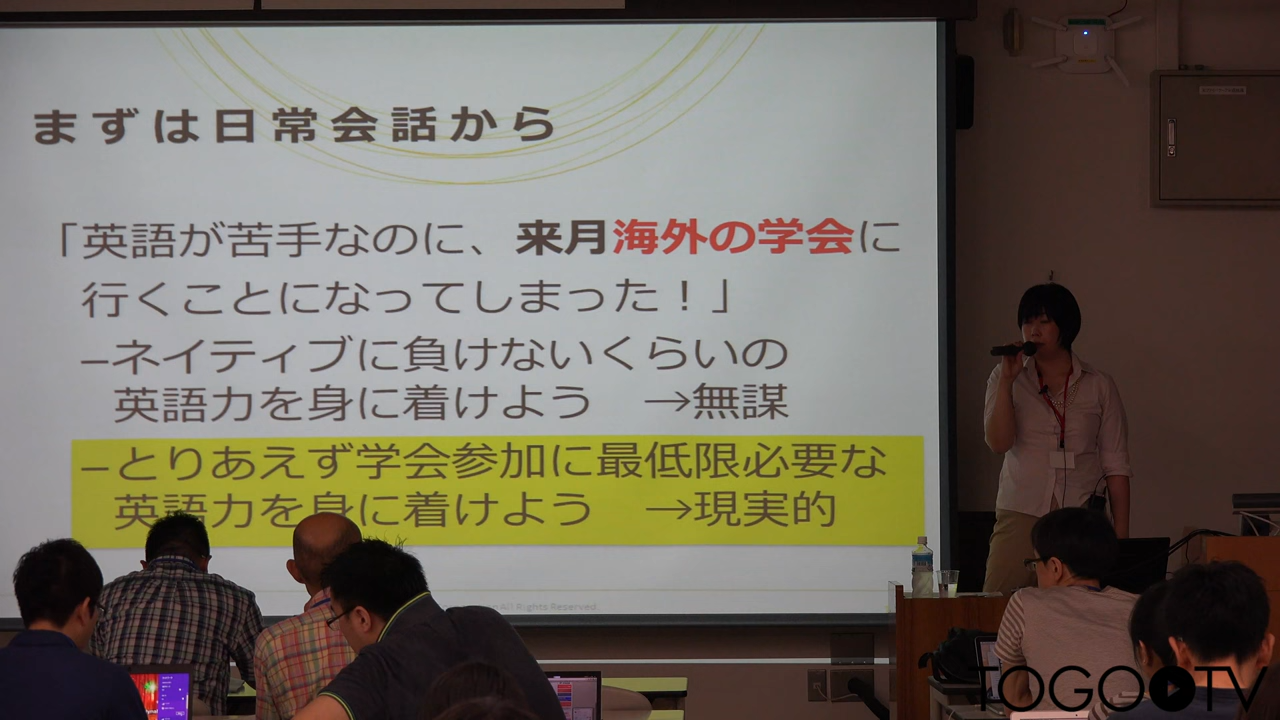 まずは日常会話から
「英語が苦手なのに、来月海外の学会に
行くことになってしまった！」
–ネイティブに負けないくらいの
英語力を身に着けよう　→無謀
–とりあえず学会参加に最低限必要な
英語力を身に着けよう　→現実的
All Rights Reserved
TOGOTV